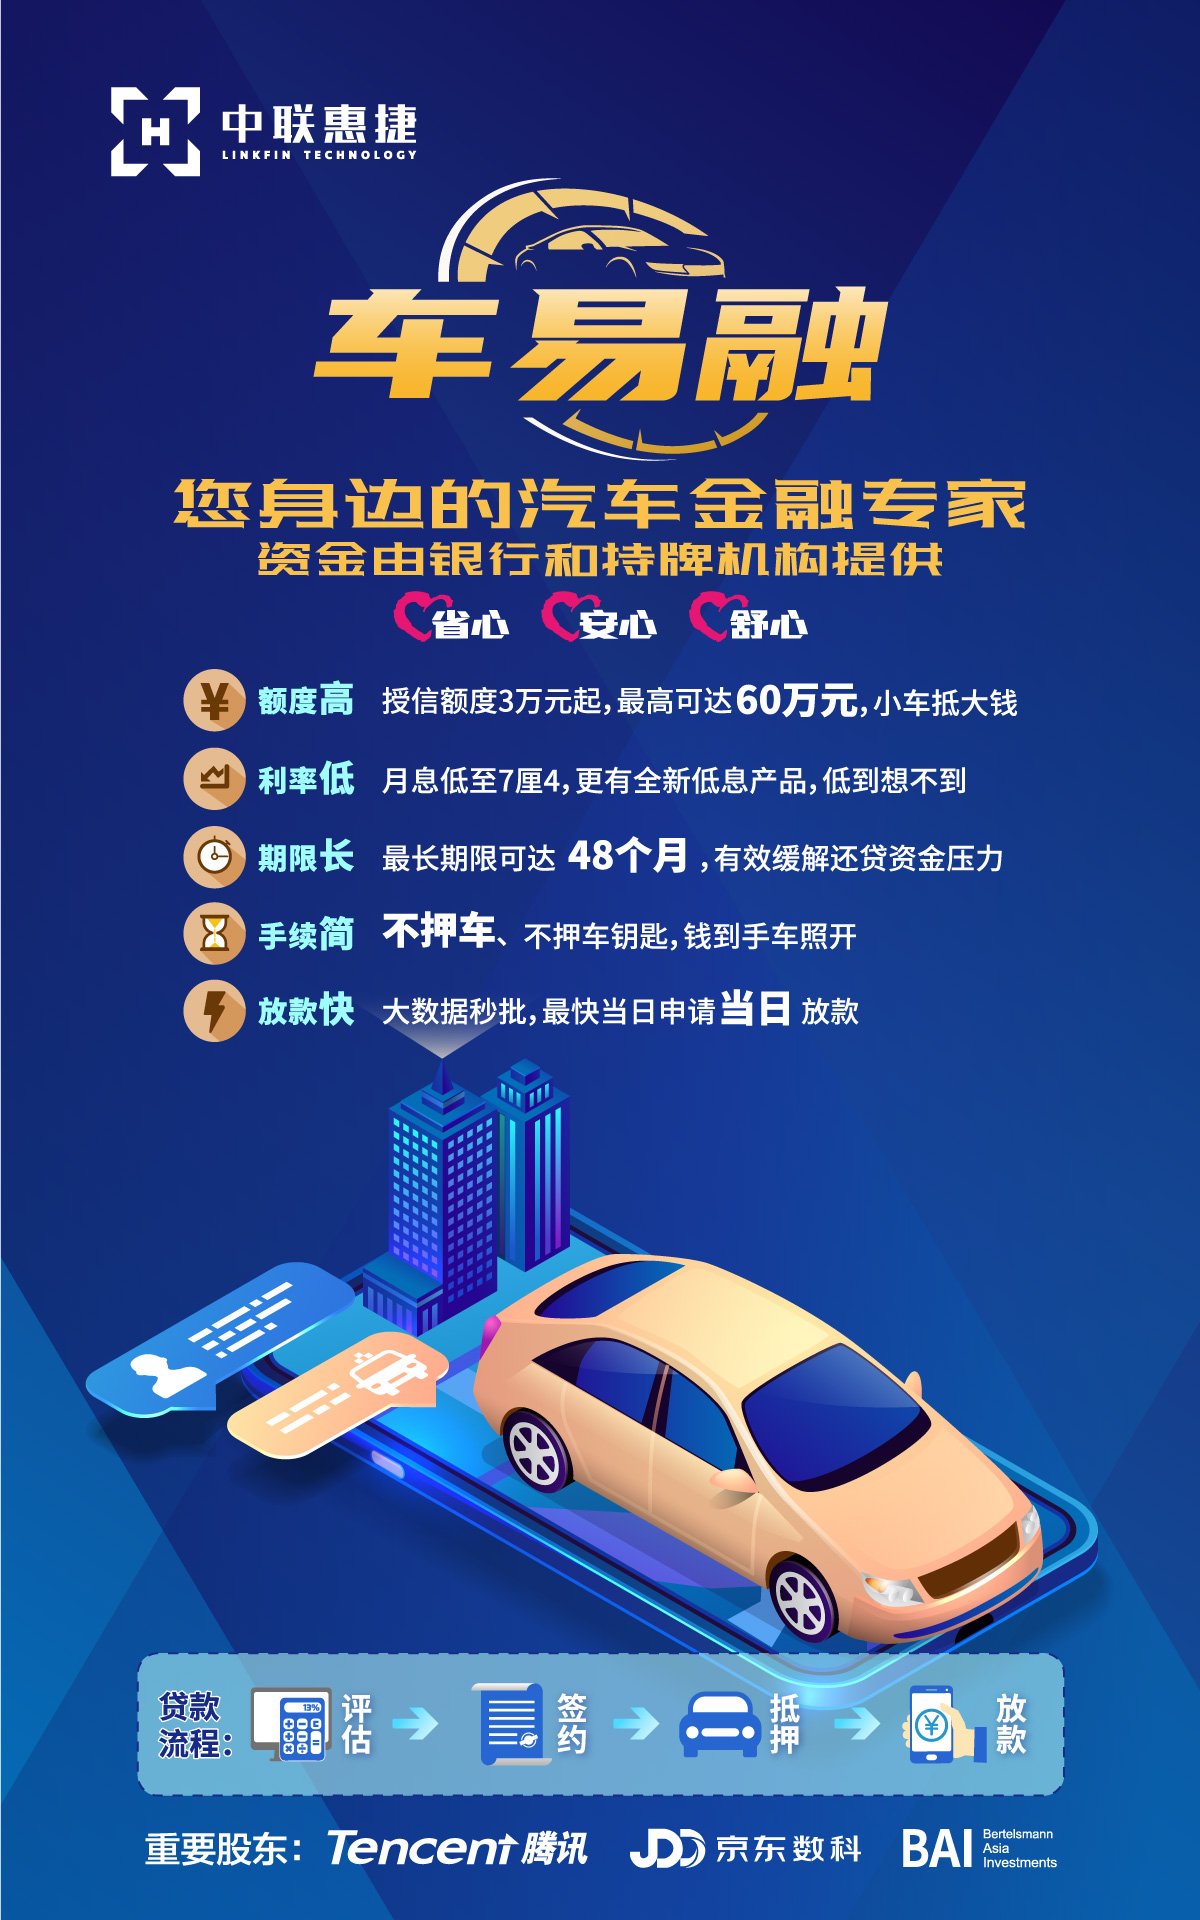 中联惠捷
LINKFIN TECHNOLOGY
车易融
您身边的汽车金融专家
资金由银行和持牌机构提供
省心 安心 舒心
额度高 授信额度3万元起,最高可达60万元,小车抵大钱
利率低 月息低至7厘4,更有全新低息产品,低到想不到
期限长 最长期限可达 48个月 ,有效缓解还贷资金压力
手续简 不押车、不押车钥匙,钱到手车照开
放款快 大数据秒批,最快当日申请当日 放款
贷款流程: 13% 评估 签约 抵押 放款
重要股东: Tencent 腾讯 JDD 京东数科 BAI Bertelsmann Asia Investments